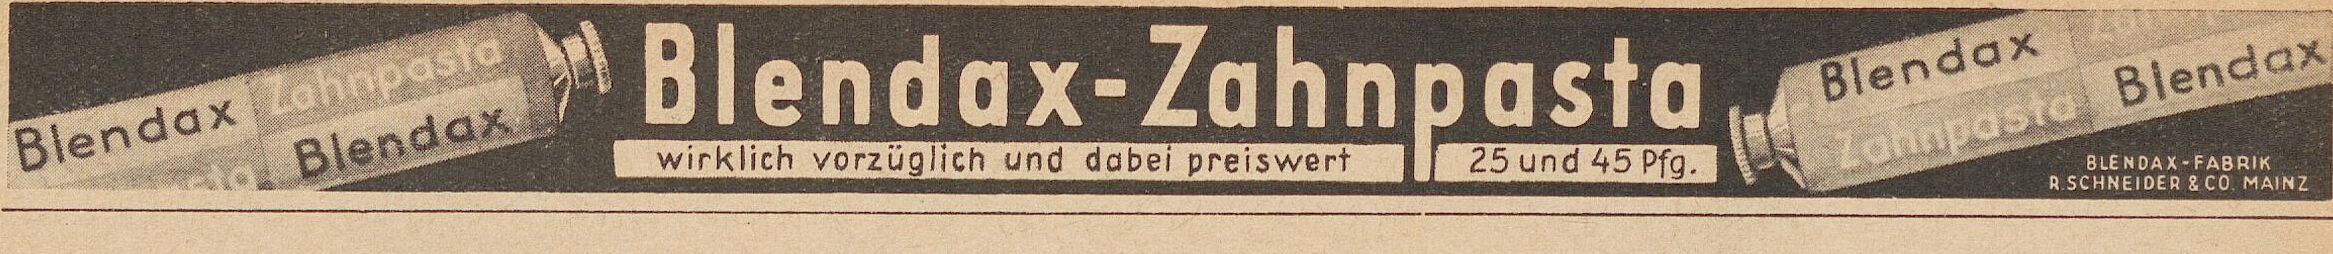 Blendax Zahnpasta
Blendax
Blendax-Zahnpasta
wirklich vorzüglich und dabei preiswert
25 und 45 Pfg.
Blendax
Zahnpasta Blendax
BLENDAX-FABRIK
R. SCHNEIDER & CO. MAINZ